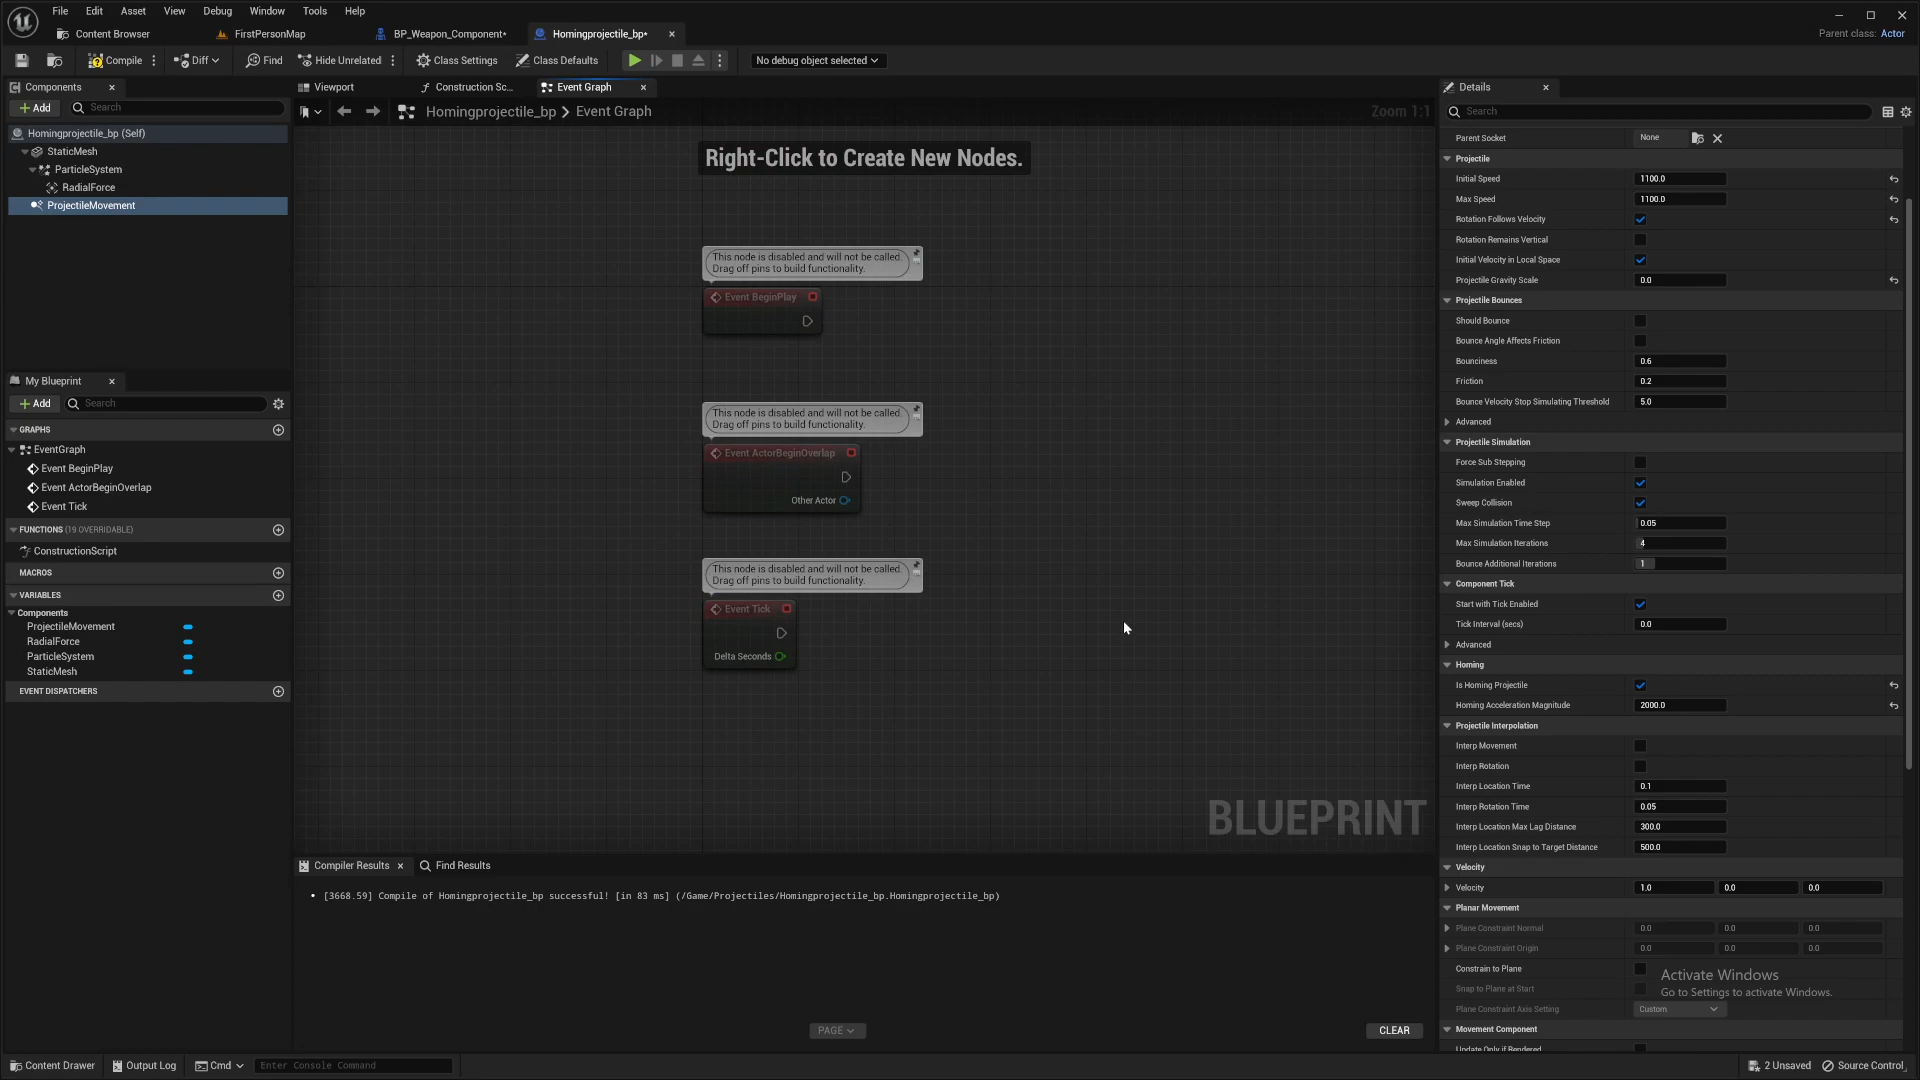 File Edit Asset View Debug Window Tools Help
Content Browser FirstPersonMap BP_Weapon_Component* Homingprojectile_bp*
Parent class: Actor
Compile Diff Find Hide Unrelated Class Settings Class Defaults No debug object selected
Components
Add Search
Homingprojectile_bp (Self)
StaticMesh
ParticleSystem
RadialForce
ProjectileMovement
My Blueprint
Add Search
GRAPHS
EventGraph
Event BeginPlay
Event ActorBeginOverlap
Event Tick
FUNCTIONS (19 OVERRIDABLE)
ConstructionScript
MACROS
VARIABLES
Components
ProjectileMovement
RadialForce
ParticleSystem
StaticMesh
EVENT DISPATCHERS
Viewport Construction Sc... Event Graph
Homingprojectile_bp > Event Graph Zoom 1:1
Right-Click to Create New Nodes.
This node is disabled and will not be called.
Drag off pins to build functionality.
Event BeginPlay
This node is disabled and will not be called.
Drag off pins to build functionality.
Event ActorBeginOverlap
Other Actor
This node is disabled and will not be called.
Drag off pins to build functionality.
Event Tick
Delta Seconds
BLUEPRINT
Compiler Results Find Results
[3668.59] Compile of Homingprojectile_bp successful! [in 83 ms] (/Game/Projectiles/Homingprojectile_bp.Homingprojectile_bp)
PAGE CLEAR
Details
Search
Parent Socket None
Projectile
Initial Speed 1100.0
Max Speed 1100.0
Rotation Follows Velocity
Rotation Remains Vertical
Initial Velocity in Local Space
Projectile Gravity Scale 0.0
Projectile Bounces
Should Bounce
Bounce Angle Affects Friction
Bounciness 0.6
Friction 0.2
Bounce Velocity Stop Simulating Threshold 5.0
Advanced
Projectile Simulation
Force Sub Stepping
Simulation Enabled
Sweep Collision
Max Simulation Time Step 0.05
Max Simulation Iterations 4
Bounce Additional Iterations 1
Component Tick
Start with Tick Enabled
Tick Interval (secs) 0.0
Advanced
Homing
Is Homing Projectile
Homing Acceleration Magnitude 2000.0
Projectile Interpolation
Interp Movement
Interp Rotation
Interp Location Time 0.1
Interp Rotation Time 0.05
Interp Location Max Lag Distance 300.0
Interp Location Snap to Target Distance 500.0
Velocity
Velocity 1.0 0.0 0.0
Planar Movement
Plane Constraint Normal 0.0 0.0 0.0
Plane Constraint Origin 0.0 0.0 0.0
Constrain to Plane
Snap to Plane at Start
Plane Constraint Axis Setting Custom
Movement Component
Update Only if Rendered
Activate Windows
Go to Settings to activate Windows.
Content Drawer Output Log Cmd Enter Console Command 2 Unsaved Source Control